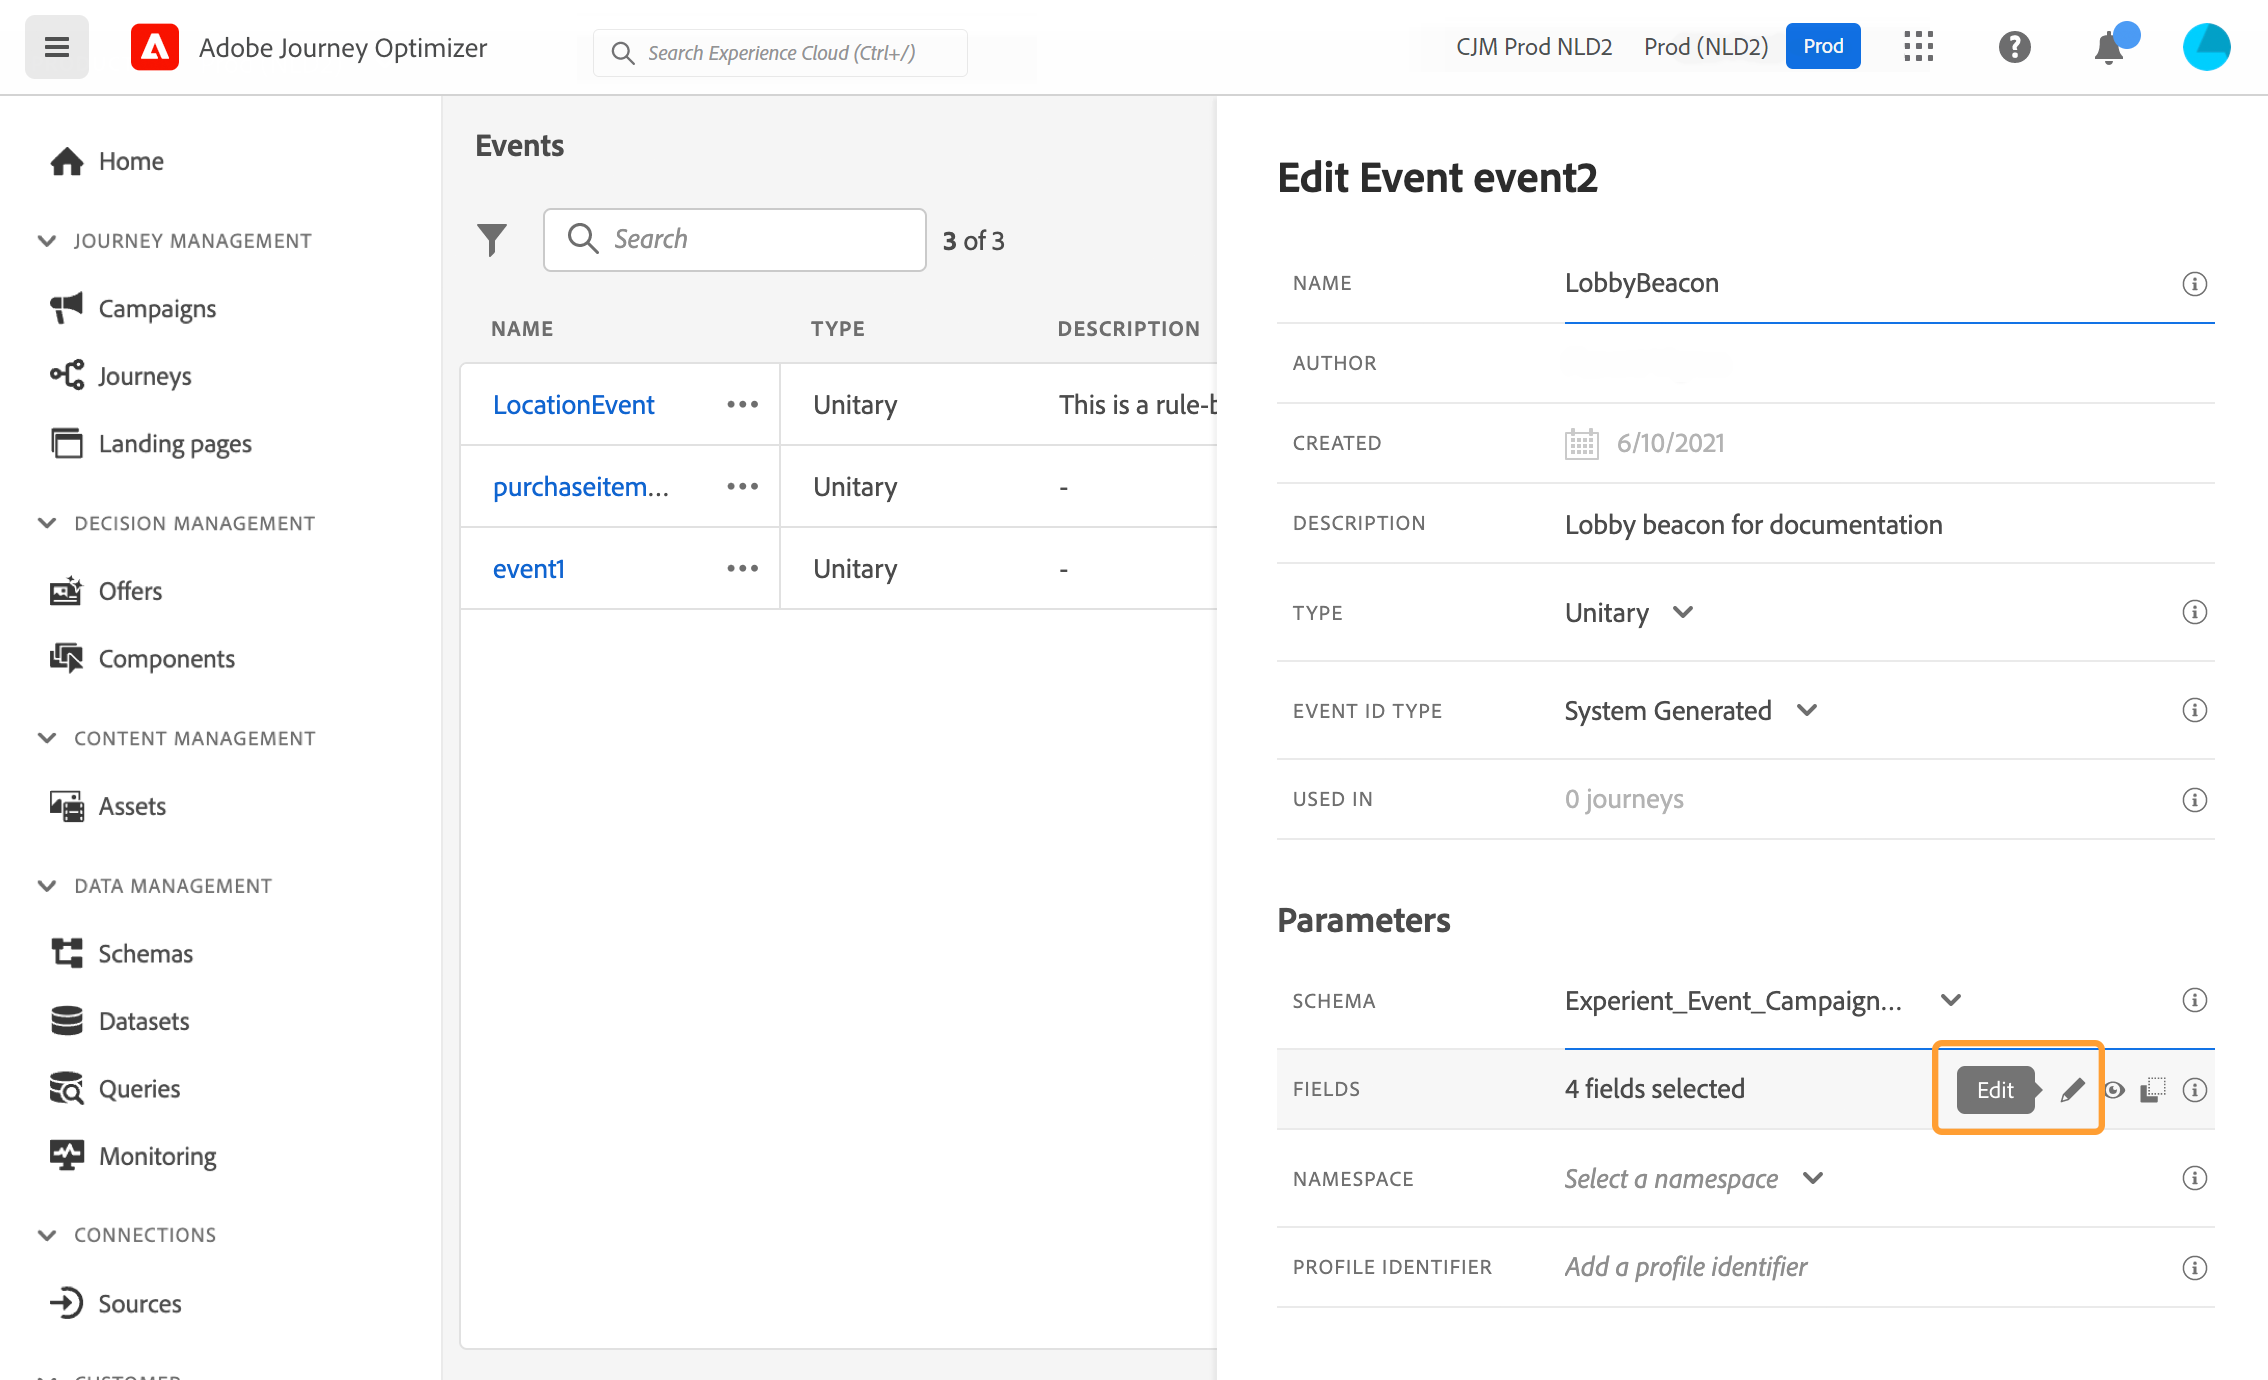 Adobe Journey Optimizer
Search Experience Cloud (Ctrl+/)
CJM Prod NLD2
Prod (NLD2)
Prod
Home
JOURNEY MANAGEMENT
Campaigns
Journeys
Landing pages
DECISION MANAGEMENT
Offers
Components
CONTENT MANAGEMENT
Assets
DATA MANAGEMENT
Schemas
Datasets
Queries
Monitoring
CONNECTIONS
Sources
CUSTOMER
Events
Search
3 of 3
NAME TYPE DESCRIPTION
LocationEvent ••• Unitary This is a rule-b
purchaseitem... ••• Unitary -
event1 ••• Unitary -
Edit Event event2
NAME LobbyBeacon
AUTHOR
CREATED 6/10/2021
DESCRIPTION Lobby beacon for documentation
TYPE Unitary
EVENT ID TYPE System Generated
USED IN 0 journeys
Parameters
SCHEMA Experient_Event_Campaign...
FIELDS 4 fields selected Edit
NAMESPACE Select a namespace
PROFILE IDENTIFIER Add a profile identifier